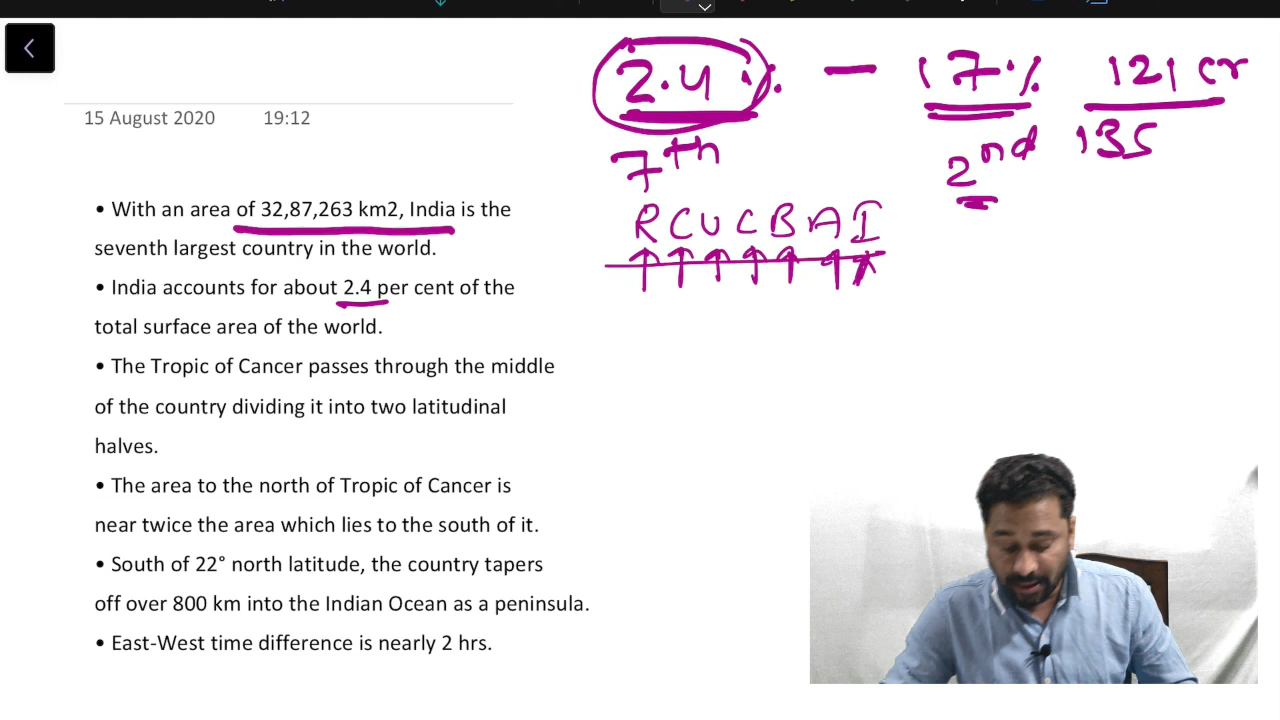 2.4 %. — 17% 121 cr
7th 2nd 135
R C U C B A I
15 August 2020 19:12
• With an area of 32,87,263 km2, India is the
seventh largest country in the world.
• India accounts for about 2.4 per cent of the
total surface area of the world.
• The Tropic of Cancer passes through the middle
of the country dividing it into two latitudinal
halves.
• The area to the north of Tropic of Cancer is
near twice the area which lies to the south of it.
• South of 22° north latitude, the country tapers
off over 800 km into the Indian Ocean as a peninsula.
• East-West time difference is nearly 2 hrs.